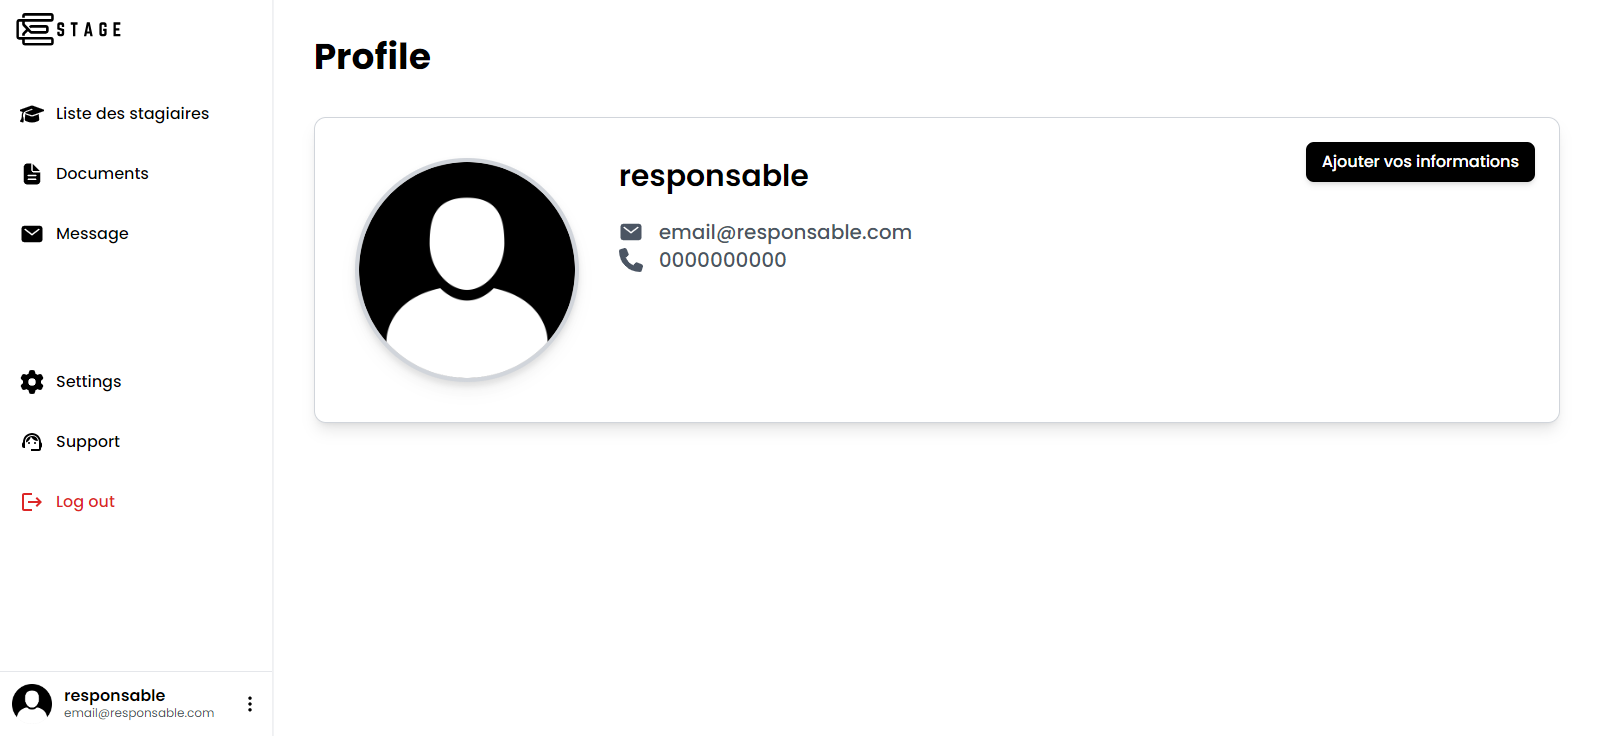 STAGE
Liste des stagiaires
Documents
Message
Settings
Support
Log out
responsable
email@responsable.com
Profile
responsable
email@responsable.com
0000000000
Ajouter vos informations